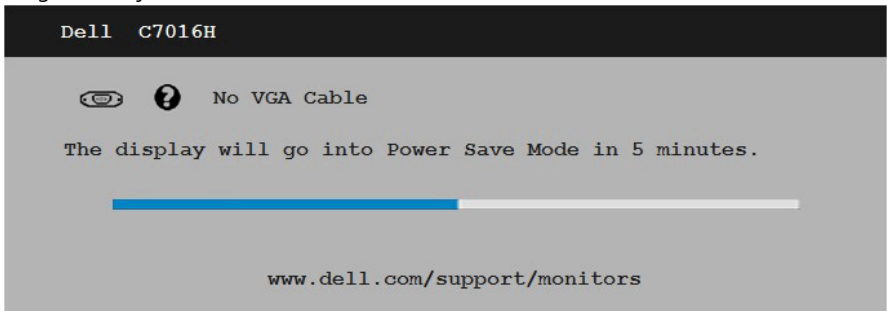 Dell C7016H
No VGA Cable
The display will go into Power Save Mode in 5 minutes.
www.dell.com/support/monitors